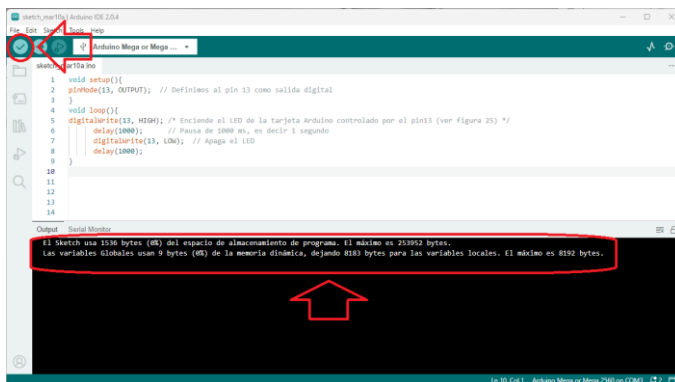 sketch_mar10a | Arduino IDE 2.0.4
File Edit Sketch Tools Help
Arduino Mega or Mega ...
sketch_mar10a.ino
1 void setup(){
2 pinMode(13, OUTPUT); // Definimos al pin 13 como salida digital
3 }
4 void loop(){
5 digitalWrite(13, HIGH); /* Enciende el LED de la tarjeta Arduino controlado por el pin13 (ver figura 25) */
6 delay(1000); // Pausa de 1000 ms, es decir 1 segundo
7 digitalWrite(13, LOW); // Apaga el LED
8 delay(1000);
9 }
10
11
12
13
14
Output Serial Monitor
El Sketch usa 1536 bytes (0%) del espacio de almacenamiento de programa. El máximo es 253952 bytes.
Las variables Globales usan 9 bytes (0%) de la memoria dinámica, dejando 8183 bytes para las variables locales. El máximo es 8192 bytes.
Ln 10, Col 1 Arduino Mega or Mega 2560 on COM3 2